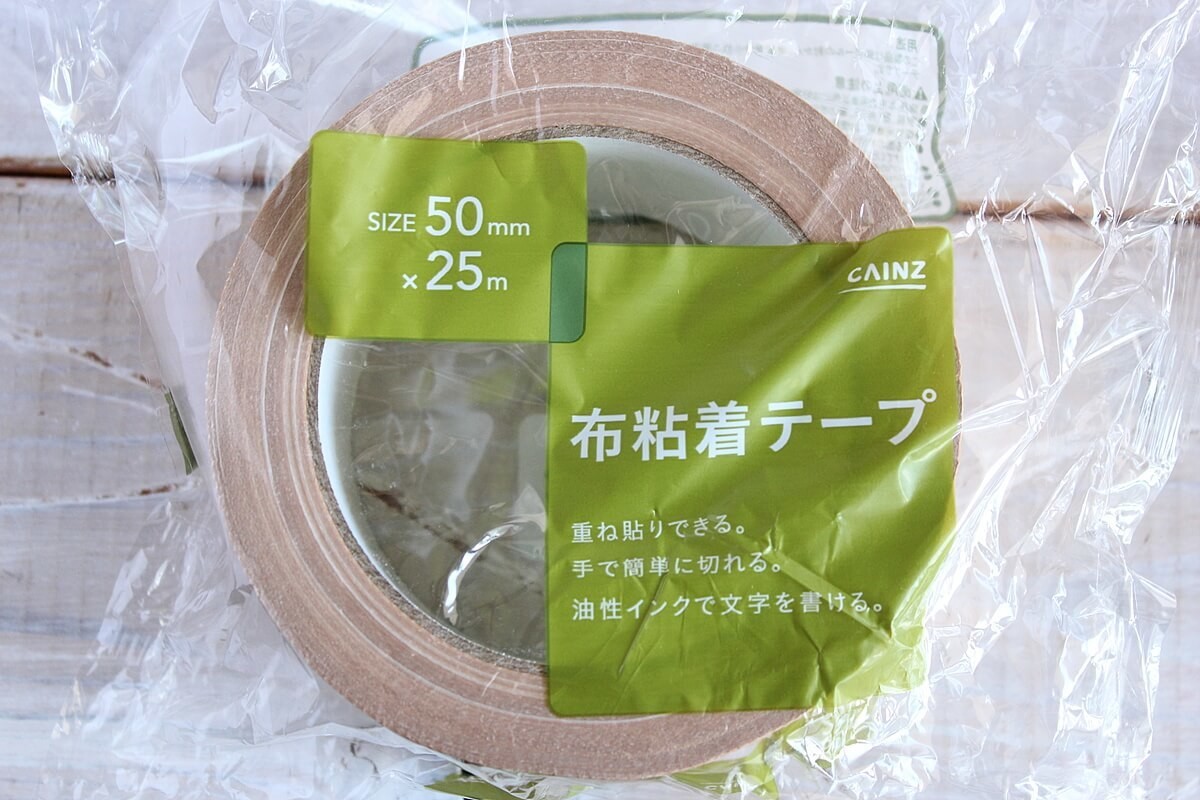 SIZE 50mm
×25m
CAINZ
布粘着テープ
重ね貼りできる。
手で簡単に切れる。
油性インクで文字を書ける。